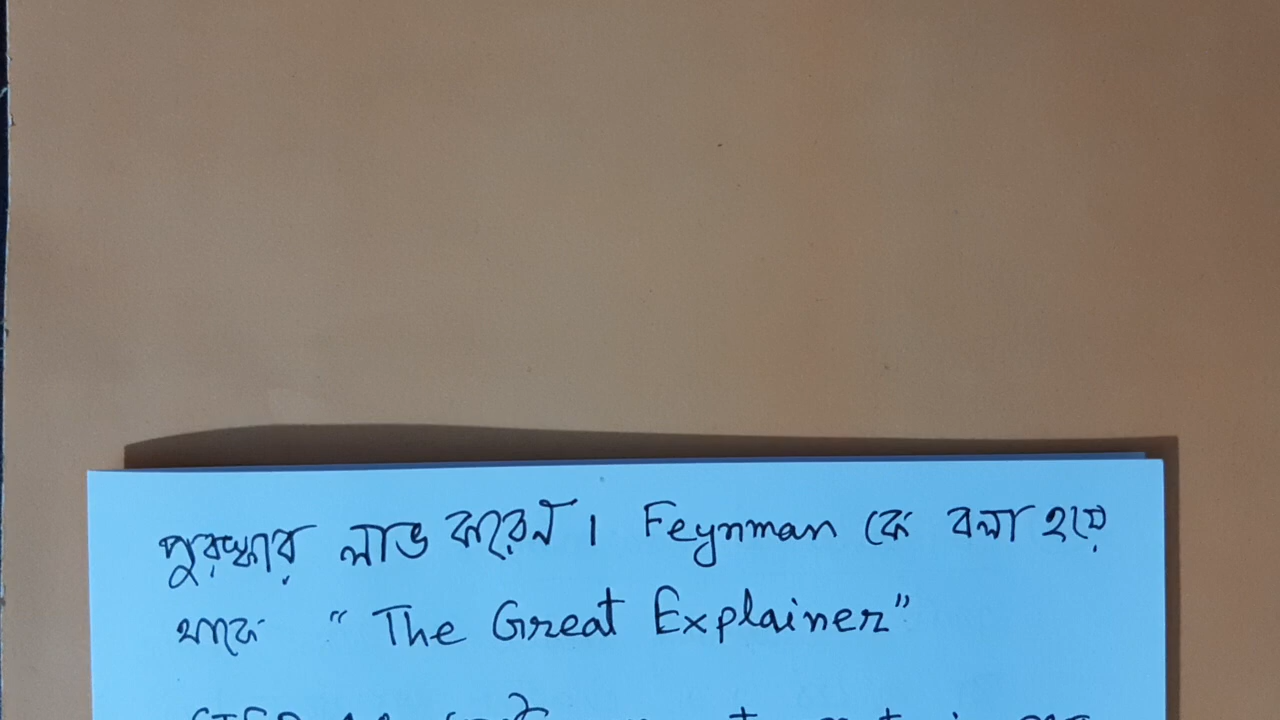 পুরস্কার লাভ করেন। Feynman কে বলা হয়ে
থাকে " The Great Explainer"